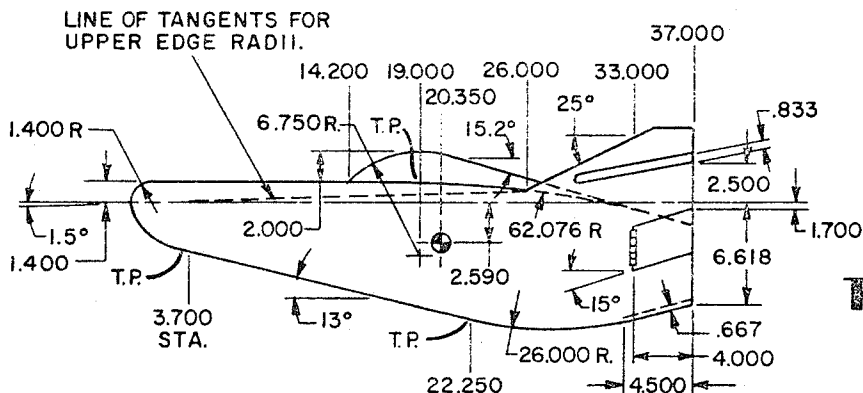 LINE OF TANGENTS FOR
UPPER EDGE RADII.
37.000
14.200
19.000
26.000
33.000
20.350
25°
.833
1.400 R
6.750 R.
T.P.
15.2°
2.500
1.5°
2.000
62.076 R
1.700
1.400
2.590
6.618
T.P.
13°
15°
3.700
STA.
T.P.
26.000 R.
.667
4.000
22.250
4.500